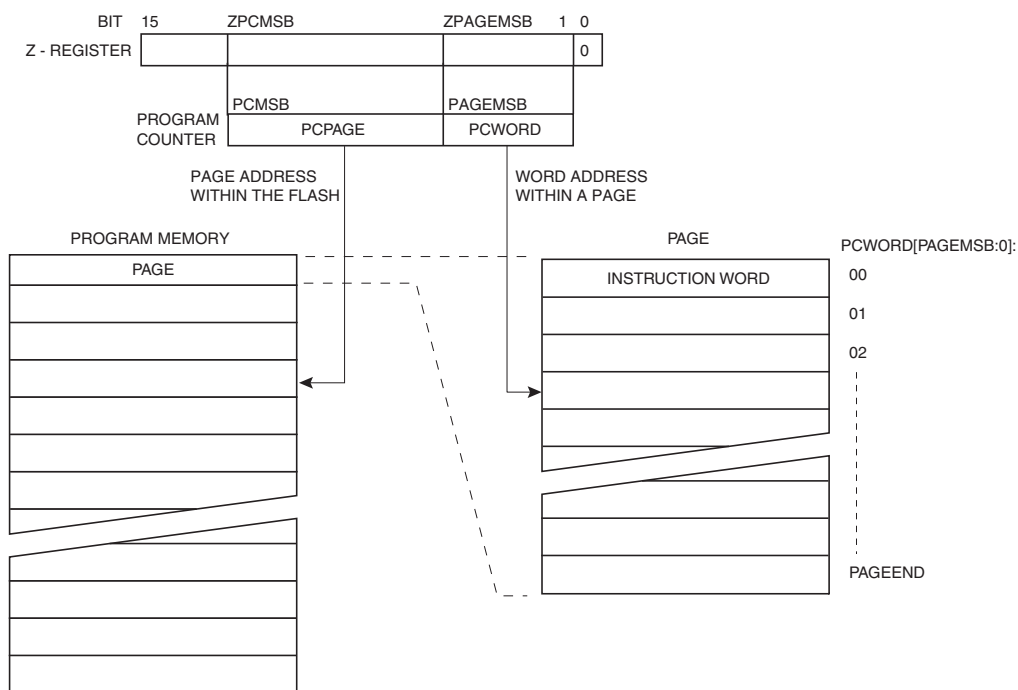 BIT 15 ZPCMSB ZPAGEMSB 1 0
Z - REGISTER 0
PCMSB PAGEMSB
PROGRAM
COUNTER
PCPAGE PCWORD
PAGE ADDRESS
WITHIN THE FLASH
WORD ADDRESS
WITHIN A PAGE
PROGRAM MEMORY
PAGE
PAGE
PCWORD[PAGEMSB:0]:
INSTRUCTION WORD
00
01
02
PAGEEND